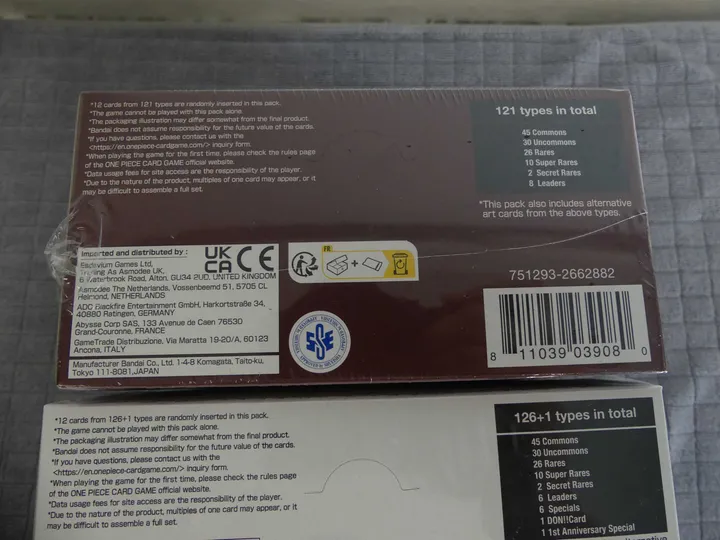 *12 cards from 121 types are randomly inserted in this pack.
*The game cannot be played with this pack alone.
*The packaging illustration may differ somewhat from the final product.
*Bandai does not assume responsibility for the future value of the cards.
*If you have questions, please contact us with the
<https://en.onepiece-cardgame.com/> inquiry form.
*When playing the game for the first time, please check the rules page
of the ONE PIECE CARD GAME official website.
*Data usage fees for site access are the responsibility of the player.
*Due to the nature of the product, multiples of one card may appear, or it
may be difficult to assemble a full set.
121 types in total
45 Commons
30 Uncommons
26 Rares
10 Super Rares
2 Secret Rares
8 Leaders
*This pack also includes alternative
art cards from the above types.
Imported and distributed by :
Esdevium Games Ltd,
Trading As Asmodee UK,
6 Waterbrook Road, Alton, GU34 2UD, UNITED KINGDOM
Asmodee The Netherlands, Vossenbeemd 51, 5705 CL
Helmond, NETHERLANDS
ADC Blackfire Entertainment GmbH, Harkortstraße 34,
40880 Ratingen, GERMANY
Abysse Corp SAS, 133 Avenue de Caen 76530
Grand-Couronne, FRANCE
GameTrade Distribuzione, Via Maratta 19-20/A, 60121
Ancona, ITALY
Manufacturer Bandai Co., Ltd. 1-4-8 Komagata, Taito-ku,
Tokyo 111-8081,JAPAN
UK
CA CE
FR
+
751293-2662882
8 11039 03908 0
*12 cards from 126+1 types are randomly inserted in this pack.
*The game cannot be played with this pack alone.
*The packaging illustration may differ somewhat from the final product.
*Bandai does not assume responsibility for the future value of the cards.
*If you have questions, please contact us with the
<https://en.onepiece-cardgame.com/> inquiry form.
*When playing the game for the first time, please check the rules page
of the ONE PIECE CARD GAME official website.
*Data usage fees for site access are the responsibility of the player.
*Due to the nature of the product, multiples of one card may appear, or it
may be difficult to assemble a full set.
126+1 types in total
45 Commons
30 Uncommons
26 Rares
10 Super Rares
2 Secret Rares
6 Leaders
6 Specials
1 DON!!Card
1 1st Anniversary Special